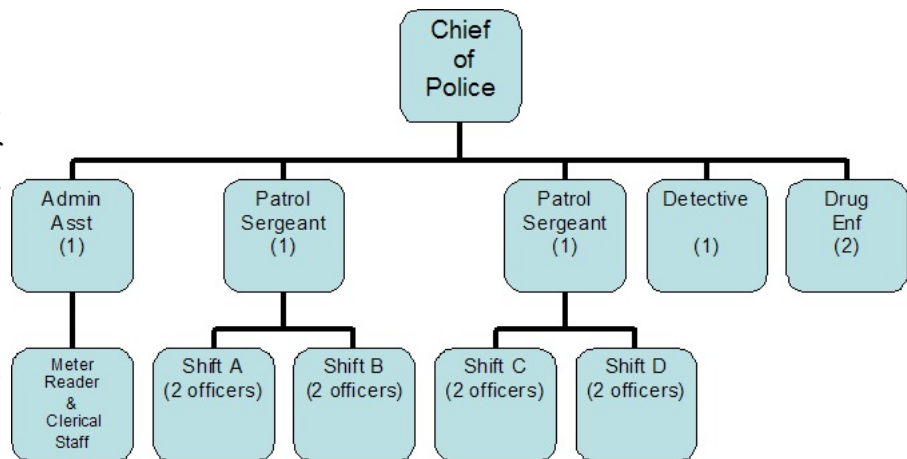 Chief
of
Police
Admin
Asst
(1)
Patrol
Sergeant
(1)
Patrol
Sergeant
(1)
Detective
(1)
Drug
Enf
(2)
Meter
Reader
&
Clerical
Staff
Shift A
(2 officers)
Shift B
(2 officers)
Shift C
(2 officers)
Shift D
(2 officers)